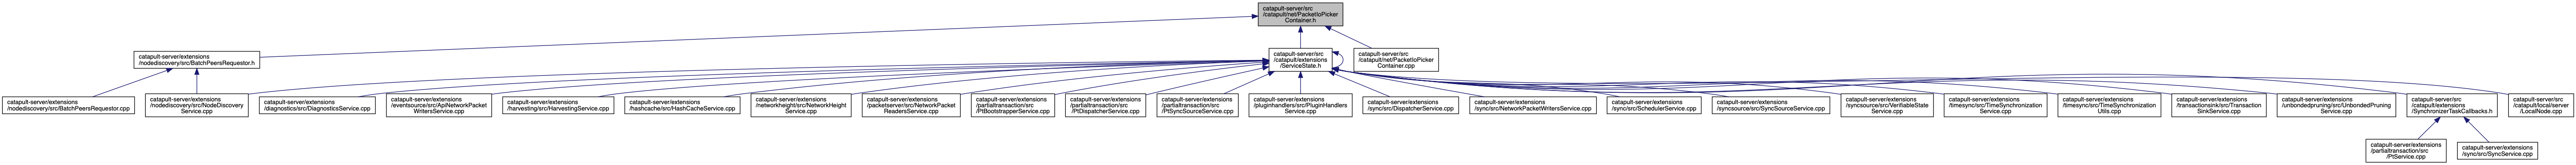 catapult-server/src
/catapult/net/PacketIoPicker
Container.h
catapult-server/extensions
/nodediscovery/src/BatchPeersRequestor.h
catapult-server/src
/catapult/extensions
/ServiceState.h
catapult-server/src
/catapult/net/PacketIoPicker
Container.cpp
catapult-server/extensions
/nodediscovery/src/BatchPeersRequestor.cpp
catapult-server/extensions
/nodediscovery/src/NodeDiscovery
Service.cpp
catapult-server/extensions
/diagnostics/src/DiagnosticsService.cpp
catapult-server/extensions
/eventsource/src/ApiNetworkPacket
WritersService.cpp
catapult-server/extensions
/harvesting/src/HarvestingService.cpp
catapult-server/extensions
/hashcache/src/HashCacheService.cpp
catapult-server/extensions
/networkheight/src/NetworkHeight
Service.cpp
catapult-server/extensions
/packetserver/src/NetworkPacket
ReadersService.cpp
catapult-server/extensions
/partialtransaction/src
/PtBootstrapperService.cpp
catapult-server/extensions
/partialtransaction/src
/PtDispatcherService.cpp
catapult-server/extensions
/partialtransaction/src
/PtSyncSourceService.cpp
catapult-server/extensions
/pluginhandlers/src/PluginHandlers
Service.cpp
catapult-server/extensions
/sync/src/DispatcherService.cpp
catapult-server/extensions
/sync/src/NetworkPacketWritersService.cpp
catapult-server/extensions
/sync/src/SchedulerService.cpp
catapult-server/extensions
/syncsource/src/SyncSourceService.cpp
catapult-server/extensions
/syncsource/src/VerifiableState
Service.cpp
catapult-server/extensions
/timesync/src/TimeSynchronization
Service.cpp
catapult-server/extensions
/timesync/src/TimeSynchronization
Utils.cpp
catapult-server/extensions
/transactionsink/src/Transaction
SinkService.cpp
catapult-server/extensions
/unbondedpruning/src/UnbondedPruning
Service.cpp
catapult-server/src
/catapult/extensions
/SynchronizerTaskCallbacks.h
catapult-server/src
/catapult/local/server
/LocalNode.cpp
catapult-server/extensions
/partialtransaction/src
/PtService.cpp
catapult-server/extensions
/sync/src/SyncService.cpp